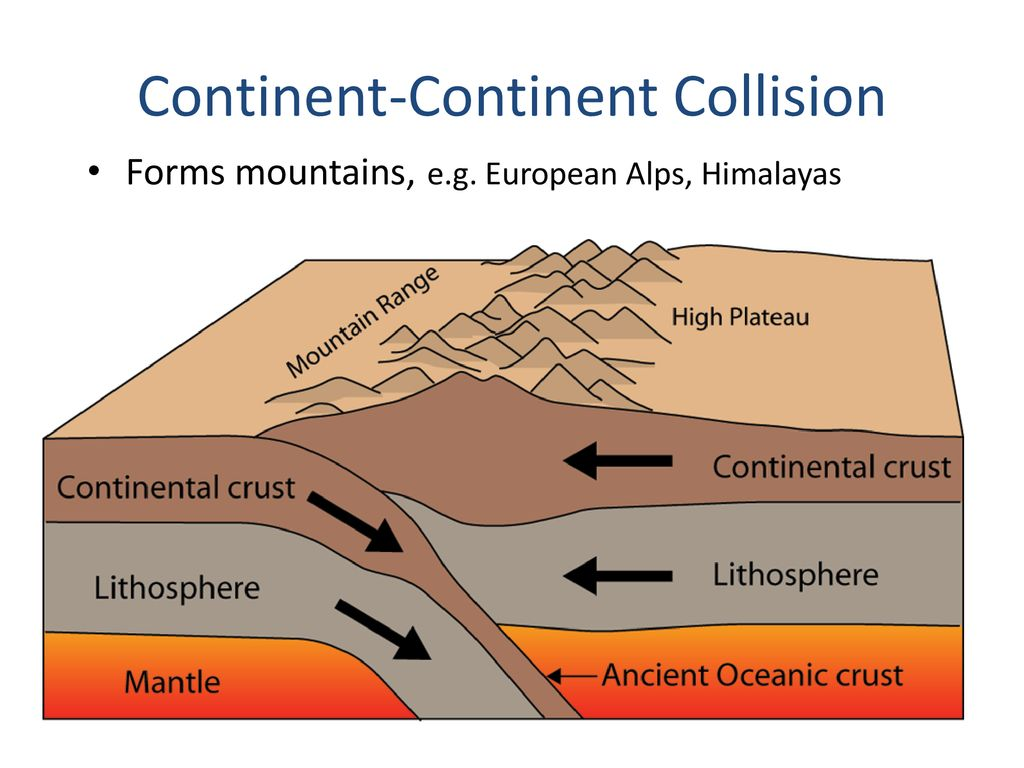 Continent-Continent Collision
• Forms mountains, e.g. European Alps, Himalayas
Mountain Range
High Plateau
Continental crust
Continental crust
Lithosphere
Lithosphere
Mantle
Ancient Oceanic crust